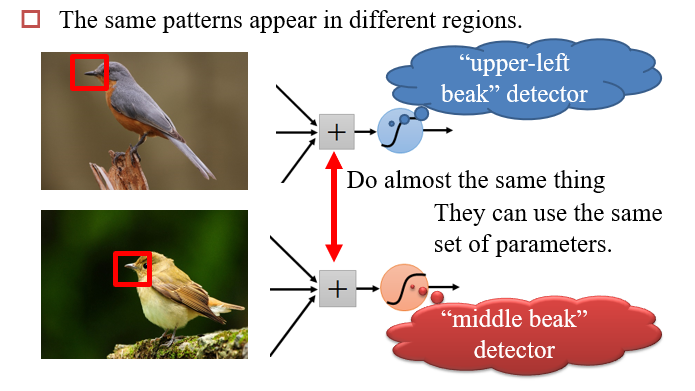 The same patterns appear in different regions.
“upper-left
beak” detector
+
Do almost the same thing
They can use the same
set of parameters.
+
“middle beak”
detector